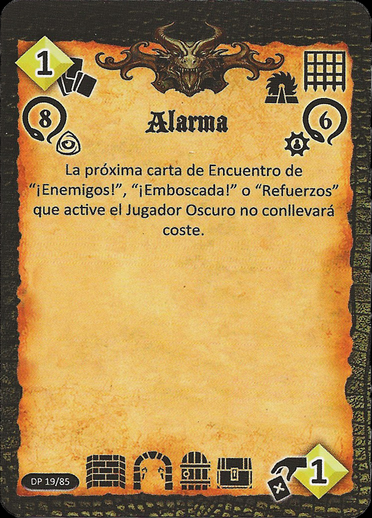 1
8
6
Alarma
La próxima carta de Encuentro de
“¡Enemigos!”, “¡Emboscada!” o “Refuerzos”
que active el Jugador Oscuro no conllevará
coste.
DP 19/85
1